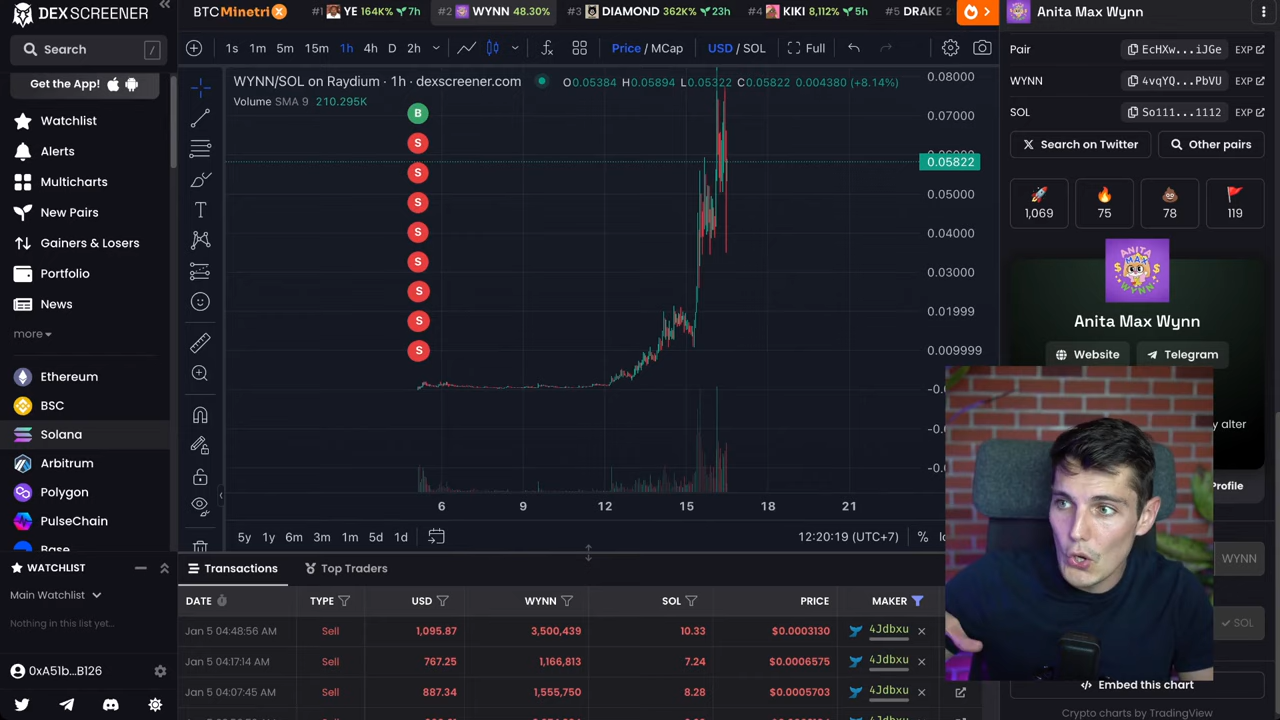 DEX SCREENER
Search /
Get the App!
Watchlist
Alerts
Multicharts
New Pairs
Gainers & Losers
Portfolio
News
more
Ethereum
BSC
Solana
Arbitrum
Polygon
PulseChain
Base
WATCHLIST
Main Watchlist
Nothing in this list yet...
0xA51b...B126
BTCMinetrix
#1 YE 164K% 7h
#2 WYNN 48.30%
#3 DIAMOND 362K% 23h
#4 KIKI 8,112% 5h
#5 DRAKE
1s 1m 5m 15m 1h 4h D 2h
Price / MCap
USD / SOL
Full
WYNN/SOL on Raydium · 1h · dexscreener.com
O0.05384 H0.05894 L0.05322 C0.05822 0.004380 (+8.14%)
Volume SMA 9 210.295K
B
S
S
S
S
S
S
S
S
0.08000
0.07000
0.05822
0.05000
0.04000
0.03000
0.01999
0.009999
6 9 12 15 18 21
5y 1y 6m 3m 1m 5d 1d
12:20:19 (UTC+7) %
Transactions
Top Traders
DATE TYPE USD WYNN SOL PRICE MAKER
Jan 5 04:48:56 AM Sell 1,095.87 3,500,439 10.33 $0.0003130 4Jdbxu
Jan 5 04:17:14 AM Sell 767.25 1,166,813 7.24 $0.0006575 4Jdbxu
Jan 5 04:07:45 AM Sell 887.34 1,555,750 8.28 $0.0005703 4Jdbxu
Anita Max Wynn
Pair EcHXw...iJGe EXP
WYNN 4vqYQ...PbVU EXP
SOL So111...1112 EXP
Search on Twitter
Other pairs
1,069
75
78
119
ANITA MAX WYNN
Anita Max Wynn
Website
Telegram
alter
Profile
WYNN
SOL
Embed this chart
Crypto charts by TradingView